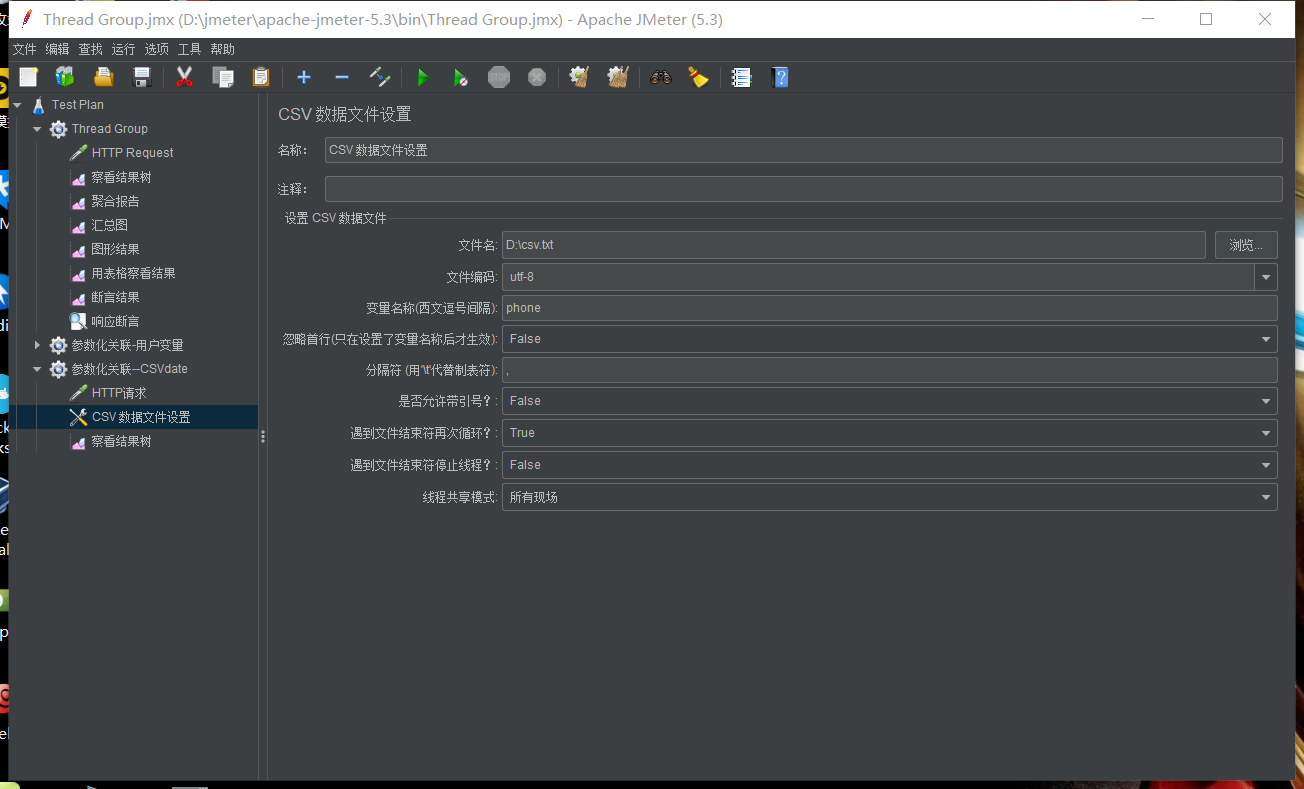 Thread Group.jmx (D:\jmeter\apache-jmeter-5.3\bin\Thread Group.jmx) - Apache JMeter (5.3)
文件 编辑 查找 运行 选项 工具 帮助
STOP
Test Plan
Thread Group
HTTP Request
察看结果树
聚合报告
汇总图
图形结果
用表格察看结果
断言结果
响应断言
参数化关联-用户变量
参数化关联--CSVdate
HTTP请求
CSV 数据文件设置
察看结果树
CSV 数据文件设置
名称: CSV 数据文件设置
注释:
设置 CSV 数据文件
文件名: D:\csv.txt 浏览...
文件编码: utf-8
变量名称(西文逗号间隔): phone
忽略首行(只在设置了变量名称后才生效): False
分隔符 (用'\t'代替制表符): ,
是否允许带引号? : False
遇到文件结束符再次循环? : True
遇到文件结束符停止线程? : False
线程共享模式: 所有现场